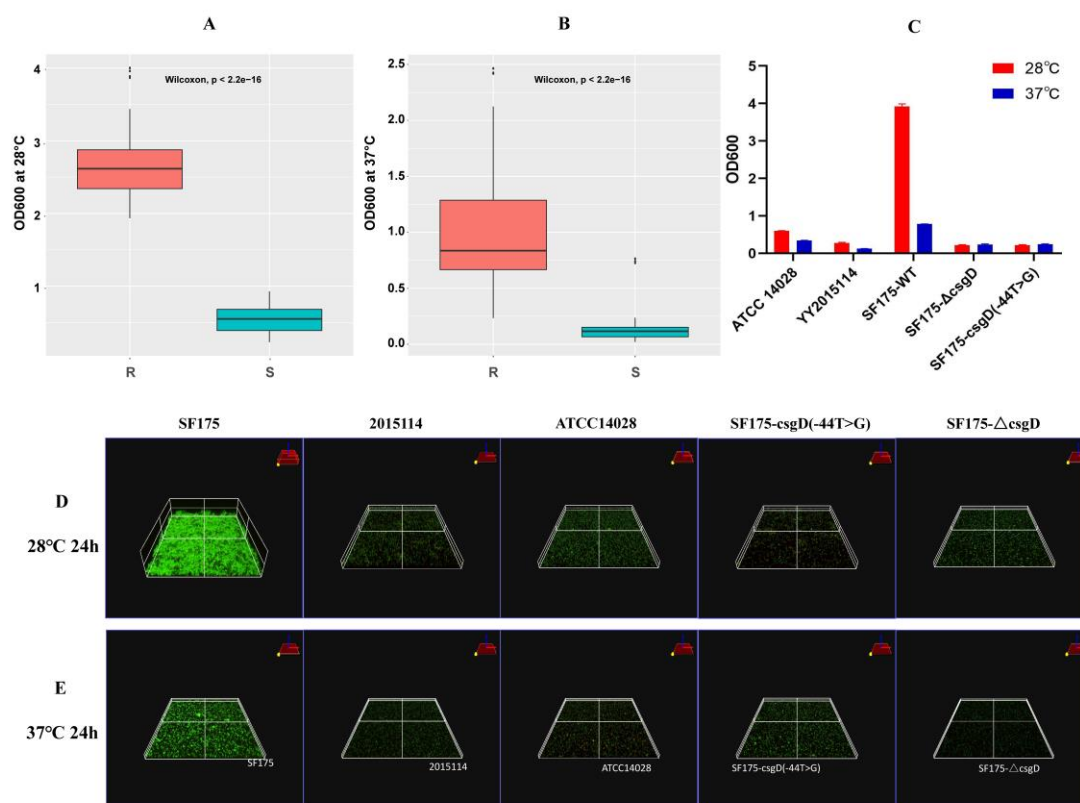 A
Wilcoxon, p < 2.2e−16
OD600 at 28°C
4
3
2
1
R
S
B
Wilcoxon, p < 2.2e−16
OD600 at 37°C
2.5
2.0
1.5
1.0
0.5
0.0
R
S
C
28℃
37℃
OD600
5
4
3
2
1
0
ATCC 14028
YY2015114
SF175-WT
SF175-ΔcsgD
SF175-csgD(-44T>G)
SF175
2015114
ATCC14028
SF175-csgD(-44T>G)
SF175-△csgD
D
28℃ 24h
E
37℃ 24h
SF175
2015114
ATCC14028
SF175-csgD(-44T>G)
SF175-△csgD